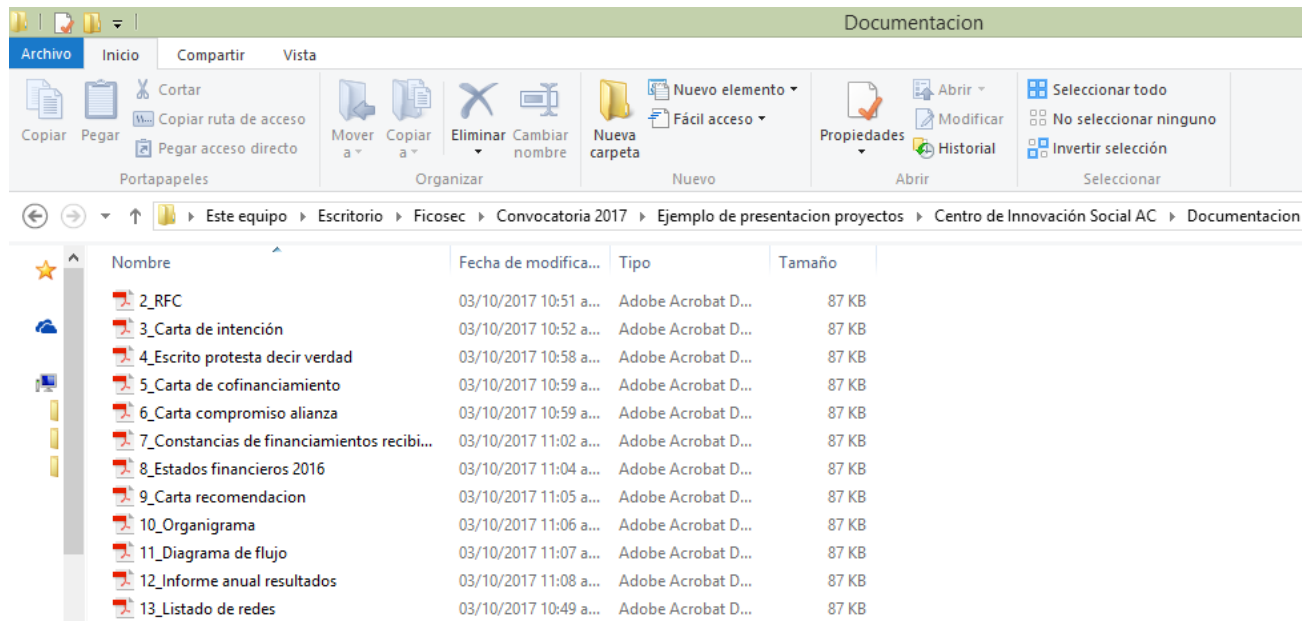 Documentacion
Archivo Inicio Compartir Vista
Copiar Pegar Cortar Copiar ruta de acceso Pegar acceso directo
Mover a Copiar a Eliminar Cambiar nombre
Nueva carpeta Nuevo elemento Fácil acceso
Propiedades Abrir Modificar Historial
Seleccionar todo No seleccionar ninguno Invertir selección
Portapapeles Organizar Nuevo Abrir Seleccionar
Este equipo Escritorio Ficosec Convocatoria 2017 Ejemplo de presentacion proyectos Centro de Innovación Social AC Documentacion
Nombre Fecha de modifica... Tipo Tamaño
2_RFC 03/10/2017 10:51 a... Adobe Acrobat D... 87 KB
3_Carta de intención 03/10/2017 10:52 a... Adobe Acrobat D... 87 KB
4_Escrito protesta decir verdad 03/10/2017 10:58 a... Adobe Acrobat D... 87 KB
5_Carta de cofinanciamiento 03/10/2017 10:59 a... Adobe Acrobat D... 87 KB
6_Carta compromiso alianza 03/10/2017 10:59 a... Adobe Acrobat D... 87 KB
7_Constancias de financiamientos recibi... 03/10/2017 11:02 a... Adobe Acrobat D... 87 KB
8_Estados financieros 2016 03/10/2017 11:04 a... Adobe Acrobat D... 87 KB
9_Carta recomendacion 03/10/2017 11:05 a... Adobe Acrobat D... 87 KB
10_Organigrama 03/10/2017 11:06 a... Adobe Acrobat D... 87 KB
11_Diagrama de flujo 03/10/2017 11:07 a... Adobe Acrobat D... 87 KB
12_Informe anual resultados 03/10/2017 11:08 a... Adobe Acrobat D... 87 KB
13_Listado de redes 03/10/2017 10:49 a... Adobe Acrobat D... 87 KB